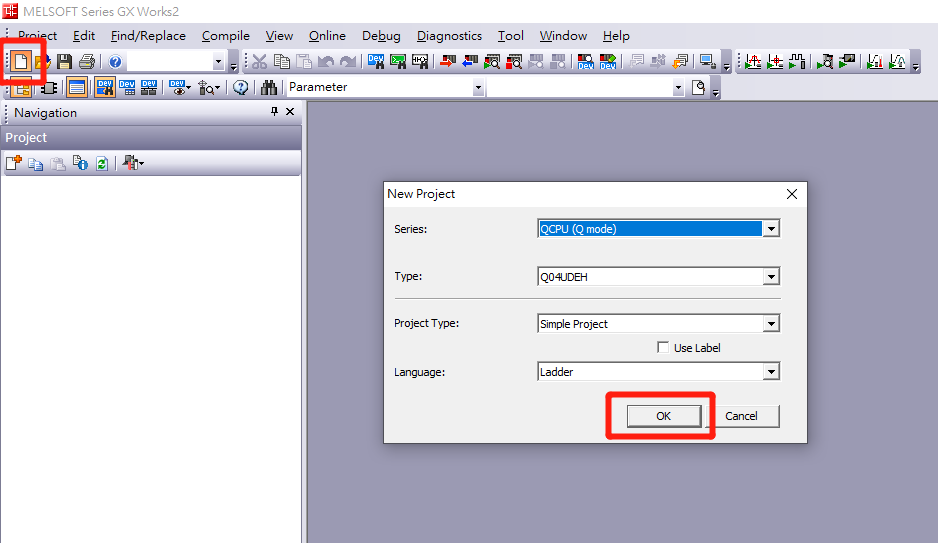 MELSOFT Series GX Works2
Project Edit Find/Replace Compile View Online Debug Diagnostics Tool Window Help
Parameter
Navigation
Project
New Project
Series: QCPU (Q mode)
Type: Q04UDEH
Project Type: Simple Project
Use Label
Language: Ladder
OK Cancel